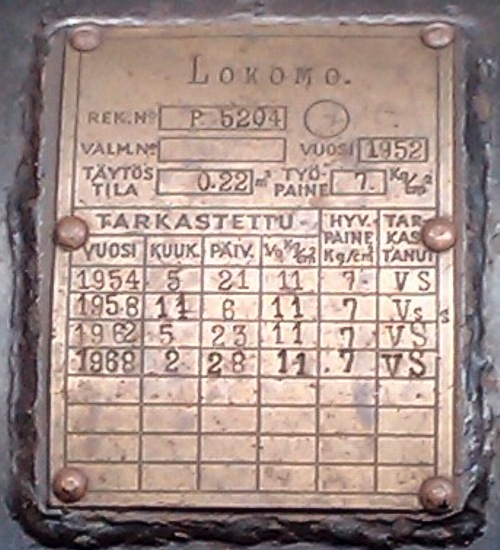 LOKOMO.
REK.Nº P. 5204
VALM.Nº VUOSI 1952
TÄYTÖS TILA 0.22 m³ TYÖ- PAINE 7. Kg/cm²
TARKASTETTU HYV. PAINE Kg/cm² TAR- KAS TANUT
VUOSI KUUK. PÄIV. Kg/cm²
1954 5 21 11 7 VS
1958 11 6 11 7 Vs s
1962 5 23 11 7 VS
1968 2 28 11 7 VS